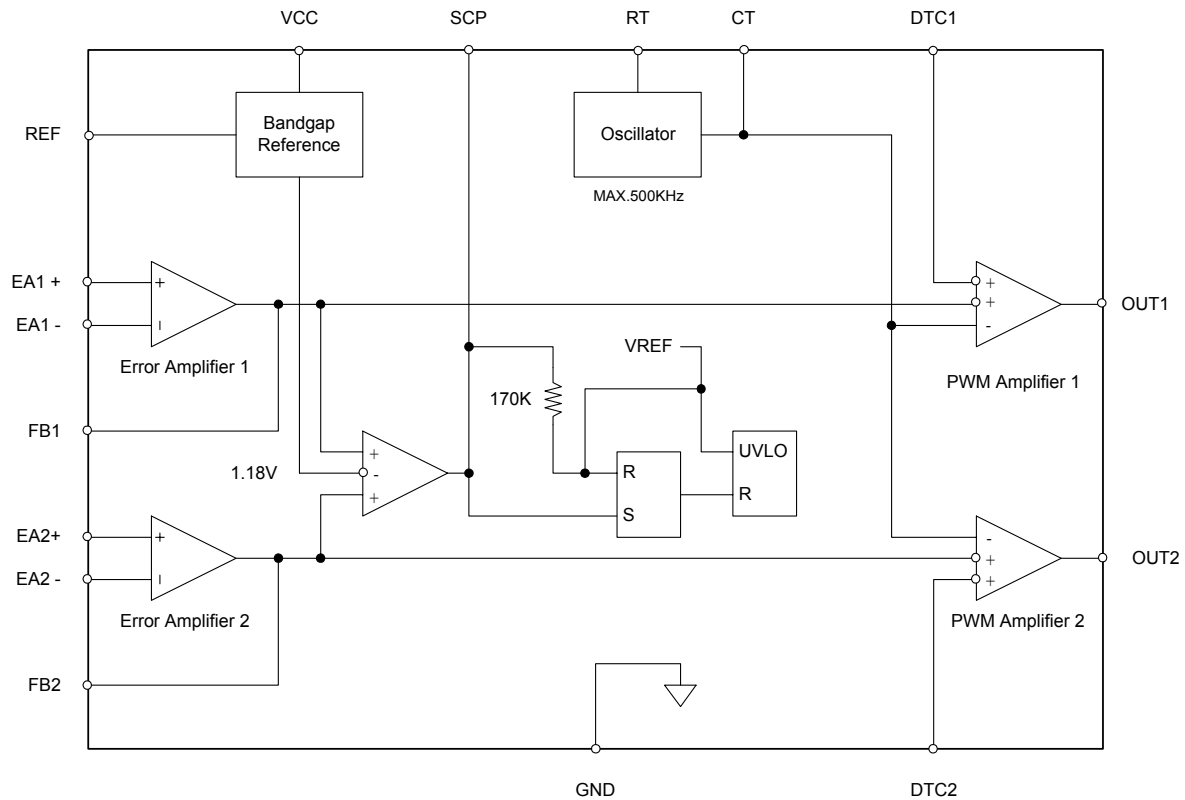 VCC
SCP
RT
CT
DTC1
REF
Bandgap
Reference
Oscillator
MAX.500KHz
EA1 +
+
+
+
OUT1
EA1 -
-
-
VREF
Error Amplifier 1
PWM Amplifier 1
170K
FB1
1.18V
+
-
+
UVLO
R
R
S
EA2+
+
-
+
+
OUT2
EA2 -
-
Error Amplifier 2
PWM Amplifier 2
FB2
GND
DTC2